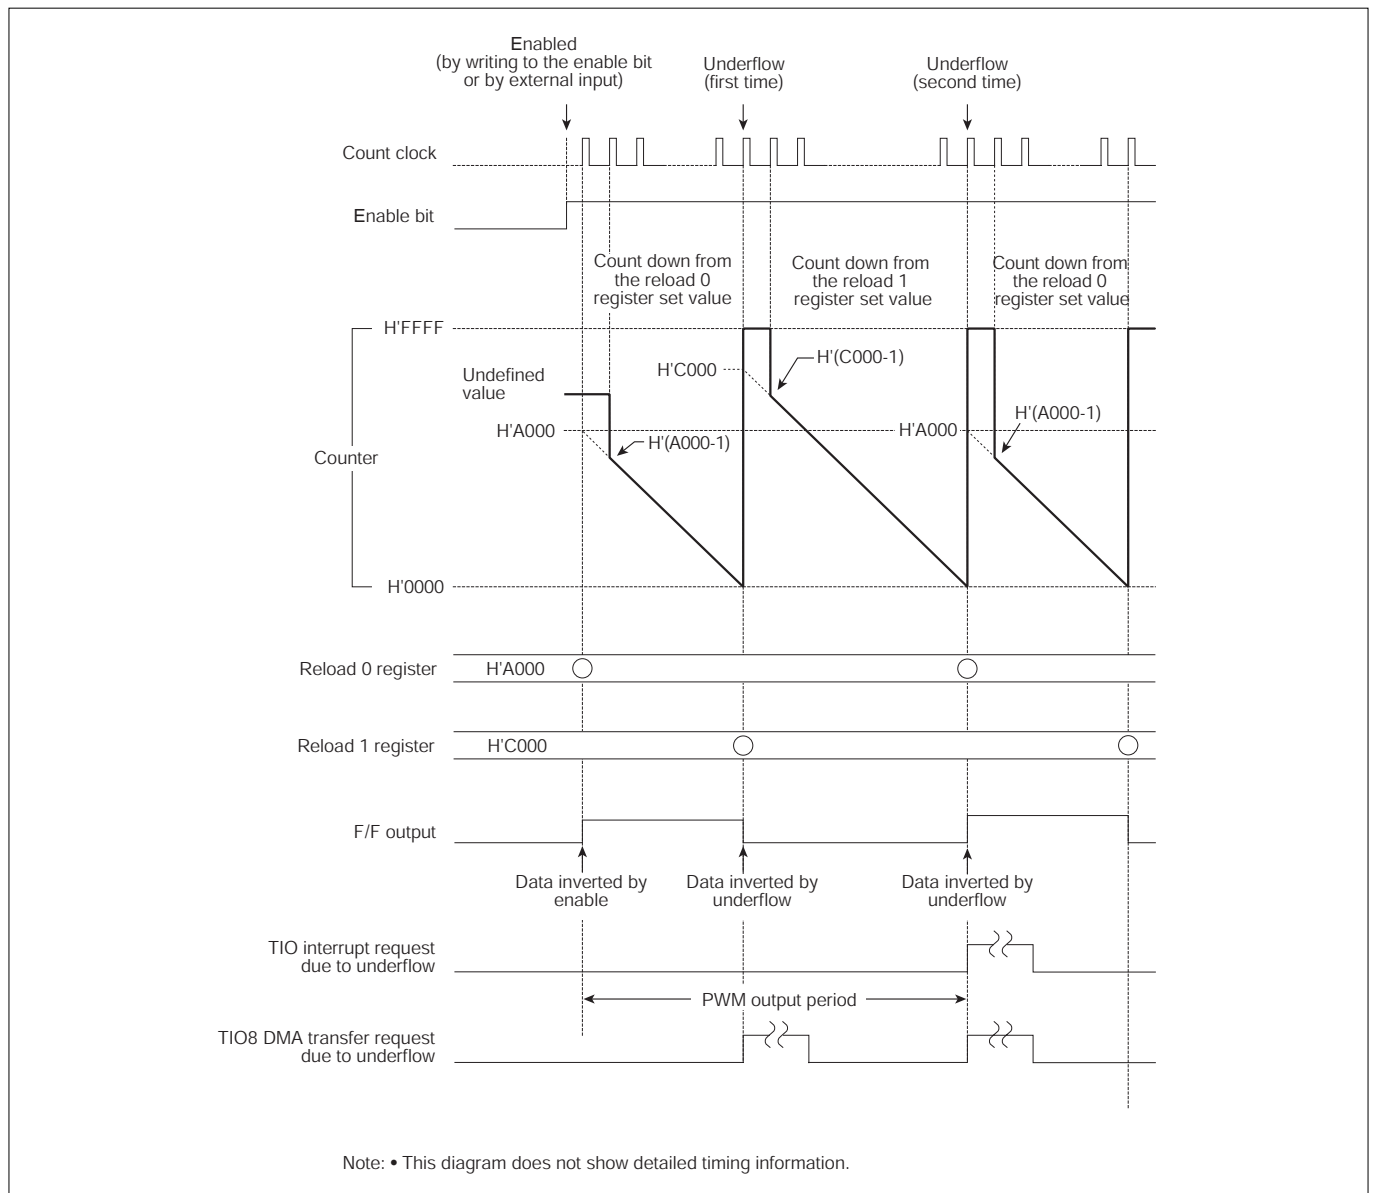 Enabled
(by writing to the enable bit
or by external input)
Underflow
(first time)
Underflow
(second time)
Count clock
Enable bit
Count down from
the reload 0
register set value
Count down from
the reload 1
register set value
Count down from
the reload 0
register set value
H'FFFF
H'(C000-1)
H'C000
Undefined
value
H'(A000-1)
H'A000
H'A000
H'(A000-1)
Counter
H'0000
Reload 0 register
H'A000
Reload 1 register
H'C000
F/F output
Data inverted by
enable
Data inverted by
underflow
Data inverted by
underflow
TIO interrupt request
due to underflow
PWM output period
TIO8 DMA transfer request
due to underflow
Note: • This diagram does not show detailed timing information.